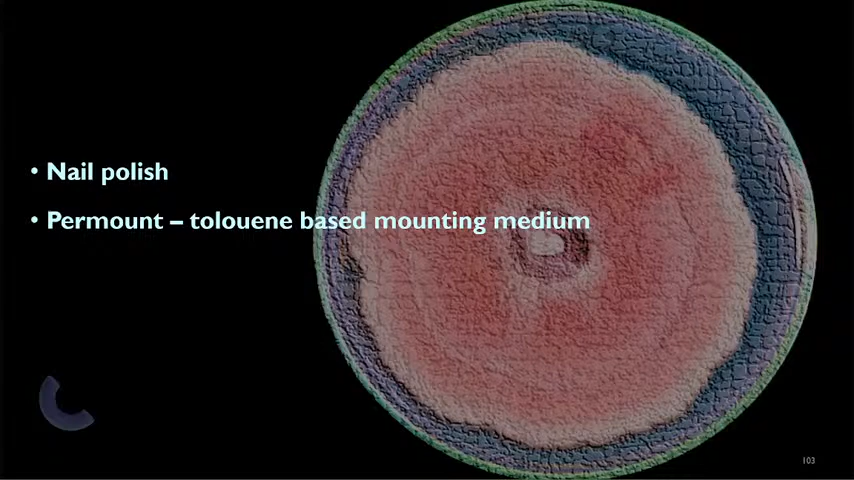 • Nail polish
• Permount – tolouene based mounting medium
103